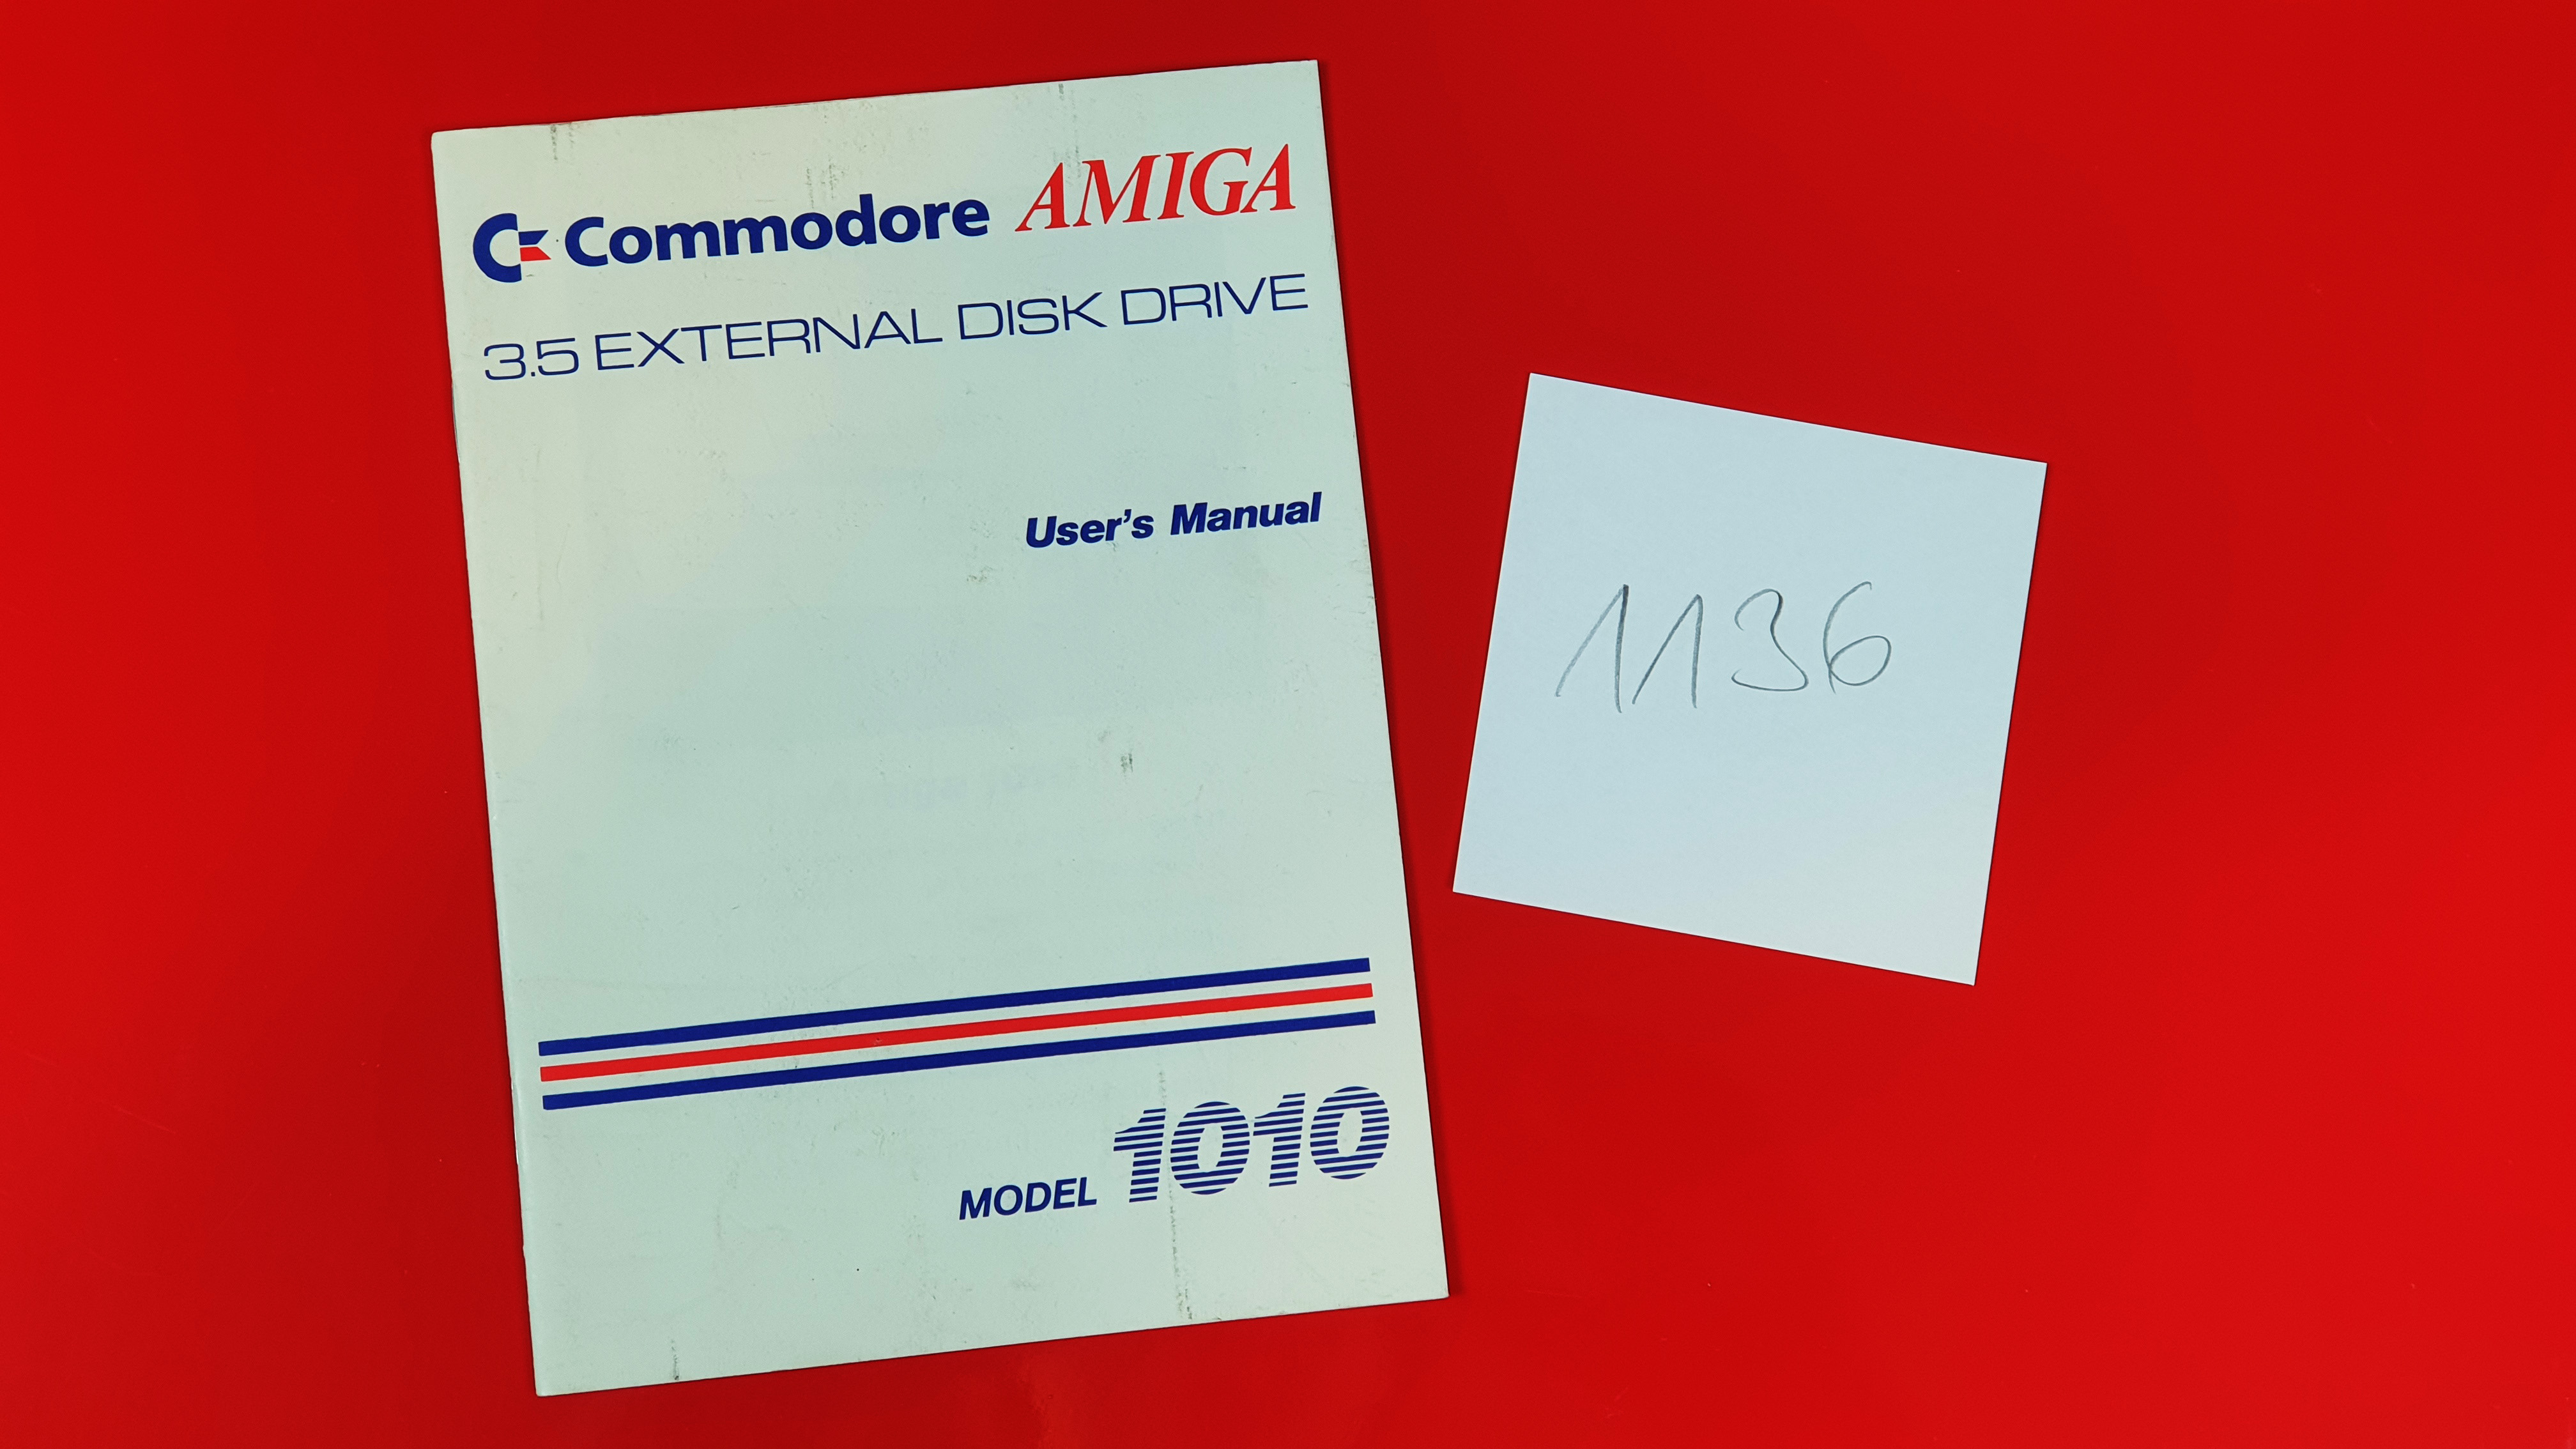 Commodore AMIGA
3.5 EXTERNAL DISK DRIVE
User's Manual
MODEL 1010
1136